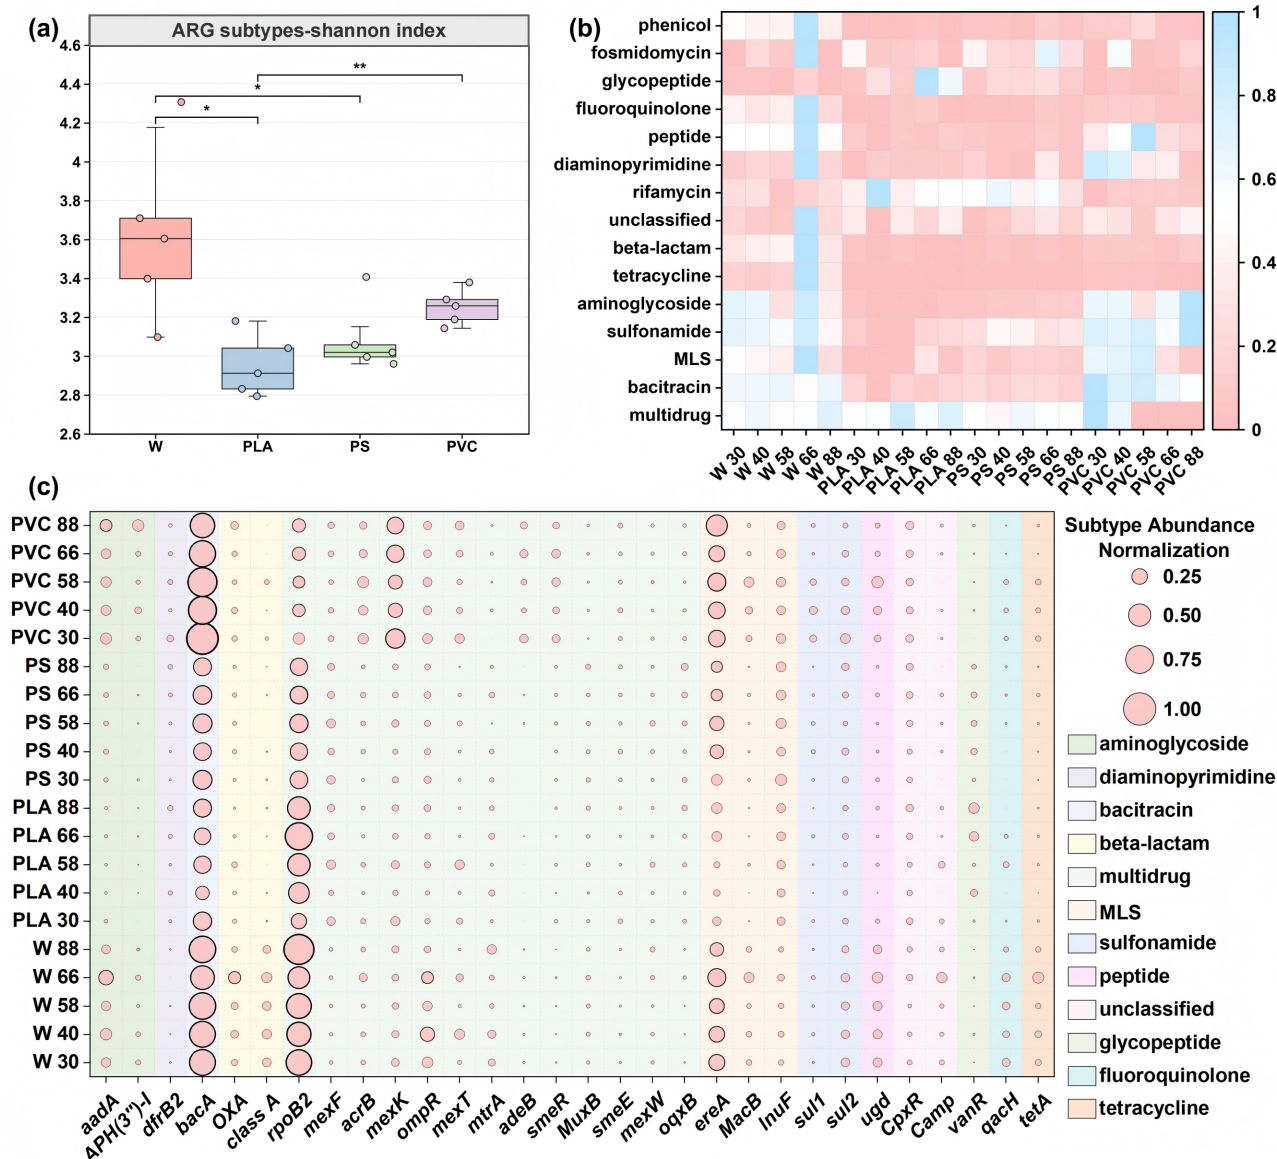 (a)
ARG subtypes-shannon index
4.6
4.4
4.2
4
3.8
3.6
3.4
3.2
3
2.8
2.6
*
*
**
W PLA PS PVC
(b)
phenicol
fosmidomycin
glycopeptide
fluoroquinolone
peptide
diaminopyrimidine
rifamycin
unclassified
beta-lactam
tetracycline
aminoglycoside
sulfonamide
MLS
bacitracin
multidrug
W 30 W 40 W 58 W 66 W 88 PLA 30 PLA 40 PLA 58 PLA 66 PLA 88 PS 30 PS 40 PS 58 PS 66 PS 88 PVC 30 PVC 40 PVC 58 PVC 66 PVC 88
1
0.8
0.6
0.4
0.2
0
(c)
PVC 88
PVC 66
PVC 58
PVC 40
PVC 30
PS 88
PS 66
PS 58
PS 40
PS 30
PLA 88
PLA 66
PLA 58
PLA 40
PLA 30
W 88
W 66
W 58
W 40
W 30
aadA APH(3'')-I dfrB2 bacA OXA class A rpoB2 mexF acrB mexK ompR mexT mtrA adeB smeR MuxB smeE mexW oqxB ereA MacB lnuF sul1 sul2 ugd CpxR Camp vanR qacH tetA
Subtype Abundance
Normalization
0.25
0.50
0.75
1.00
aminoglycoside
diaminopyrimidine
bacitracin
beta-lactam
multidrug
MLS
sulfonamide
peptide
unclassified
glycopeptide
fluoroquinolone
tetracycline